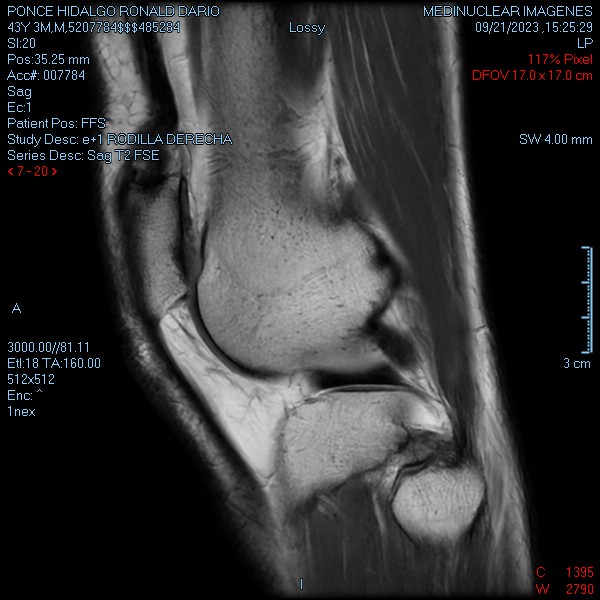 PONCE HIDALGO RONALD DARIO
43Y 3M,M,5207784$$$485284
Sl:20
Pos:35.25 mm
Acc#: 007784
Sag
Ec:1
Patient Pos: FFS
Study Desc: e+1 RODILLA DERECHA
Series Desc: Sag T2 FSE
< 7 - 20 >
Lossy
MEDINUCLEAR IMAGENES
09/21/2023 ,15:25:29
LP
117% Pixel
DFOV 17.0 x 17.0 cm
SW 4.00 mm
A
3 cm
3000.00//81.11
Etl:18 TA:160.00
512x512
Enc: ^
1nex
I
C 1395
W 2790